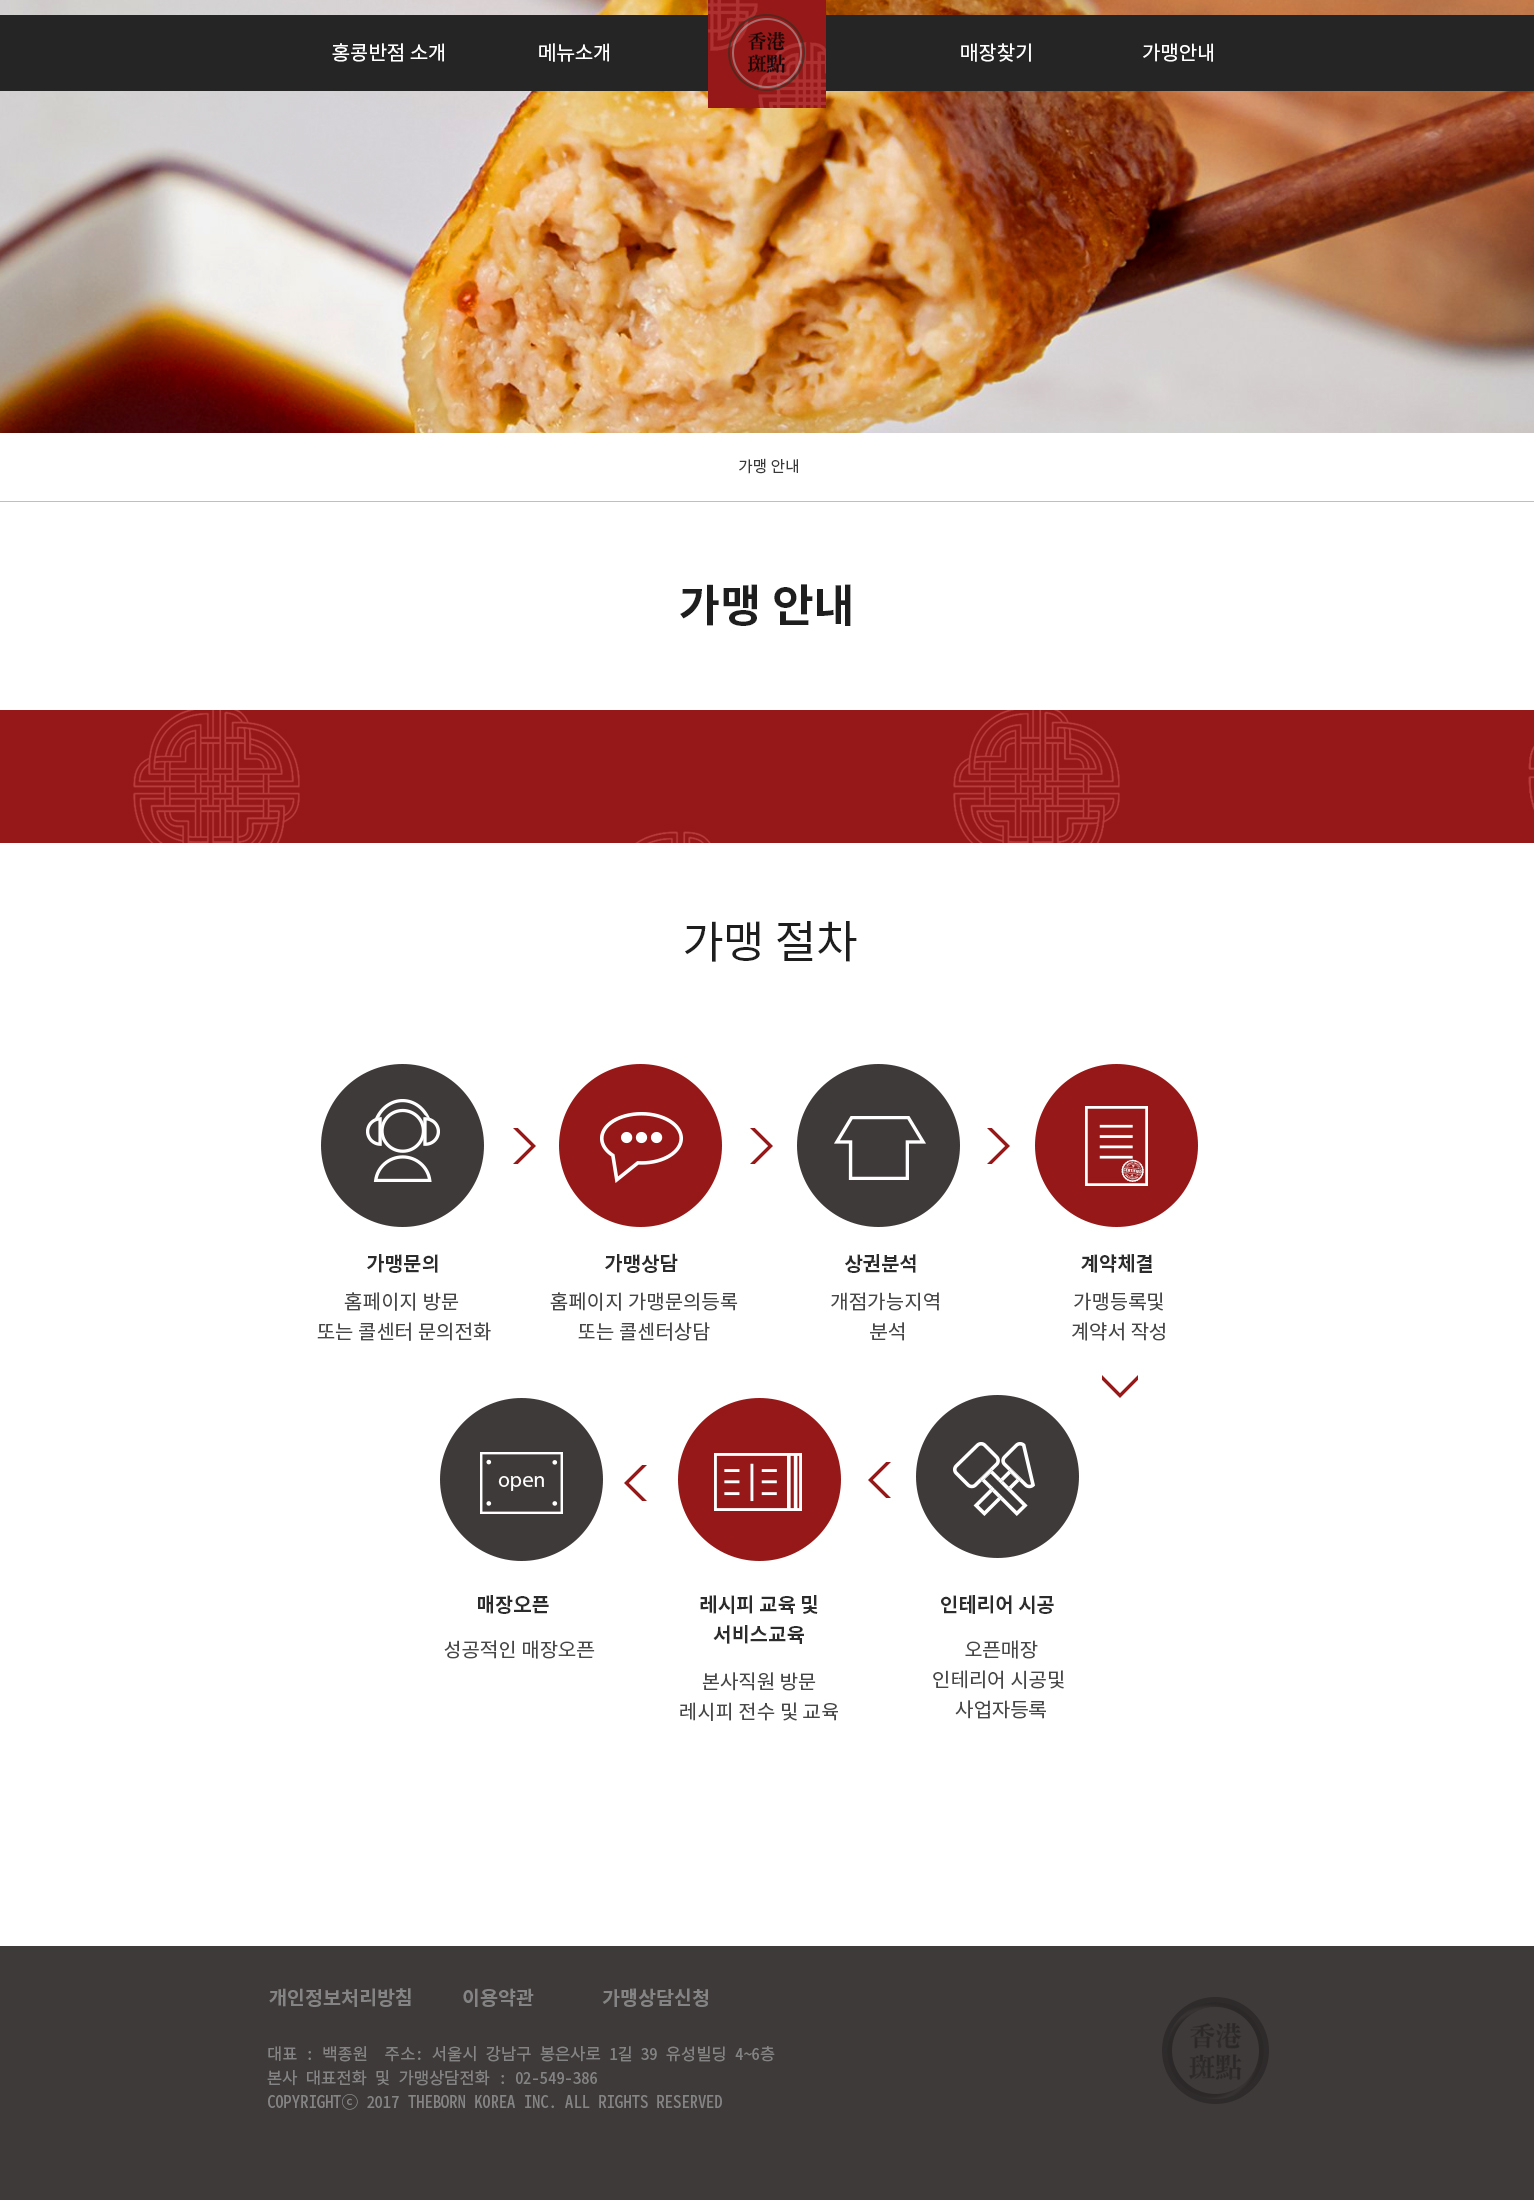 홍콩반점 소개
메뉴소개
香港
斑點
매장찾기
가맹안내
가맹 안내
가맹 안내
가맹 절차
가맹문의
홈페이지 방문
또는 콜센터 문의전화
가맹상담
홈페이지 가맹문의등록
또는 콜센터상담
상권분석
개점가능지역
분석
계약체결
가맹등록및
계약서 작성
open
매장오픈
성공적인 매장오픈
레시피 교육 및
서비스교육
본사직원 방문
레시피 전수 및 교육
인테리어 시공
오픈매장
인테리어 시공및
사업자등록
개인정보처리방침
이용약관
가맹상담신청
대표 : 백종원 주소: 서울시 강남구 봉은사로 1길 39 유성빌딩 4~6층
본사 대표전화 및 가맹상담전화 : 02-549-386
COPYRIGHTⓒ 2017 THEBORN KOREA INC. ALL RIGHTS RESERVED
香港
斑點